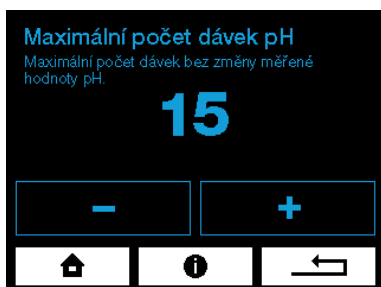 Maximální počet dávek pH
Maximální počet dávek bez změny měřené
hodnoty pH.
15
− +